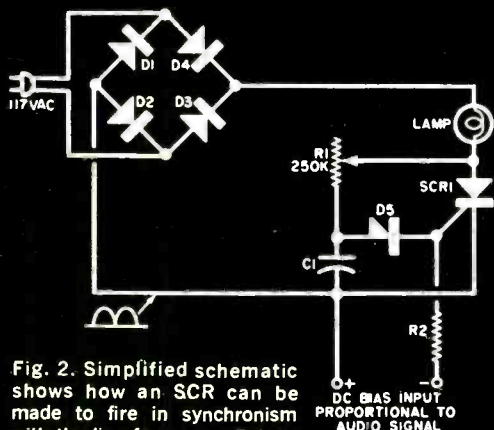 D1
D4
117VAC
D2
D3
LAMP
R1
250K
SCR1
D5
C1
R2
+
−
DC BIAS INPUT
PROPORTIONAL TO
AUDIO SIGNAL
Fig. 2. Simplified schematic
shows how an SCR can be
made to fire in synchronism